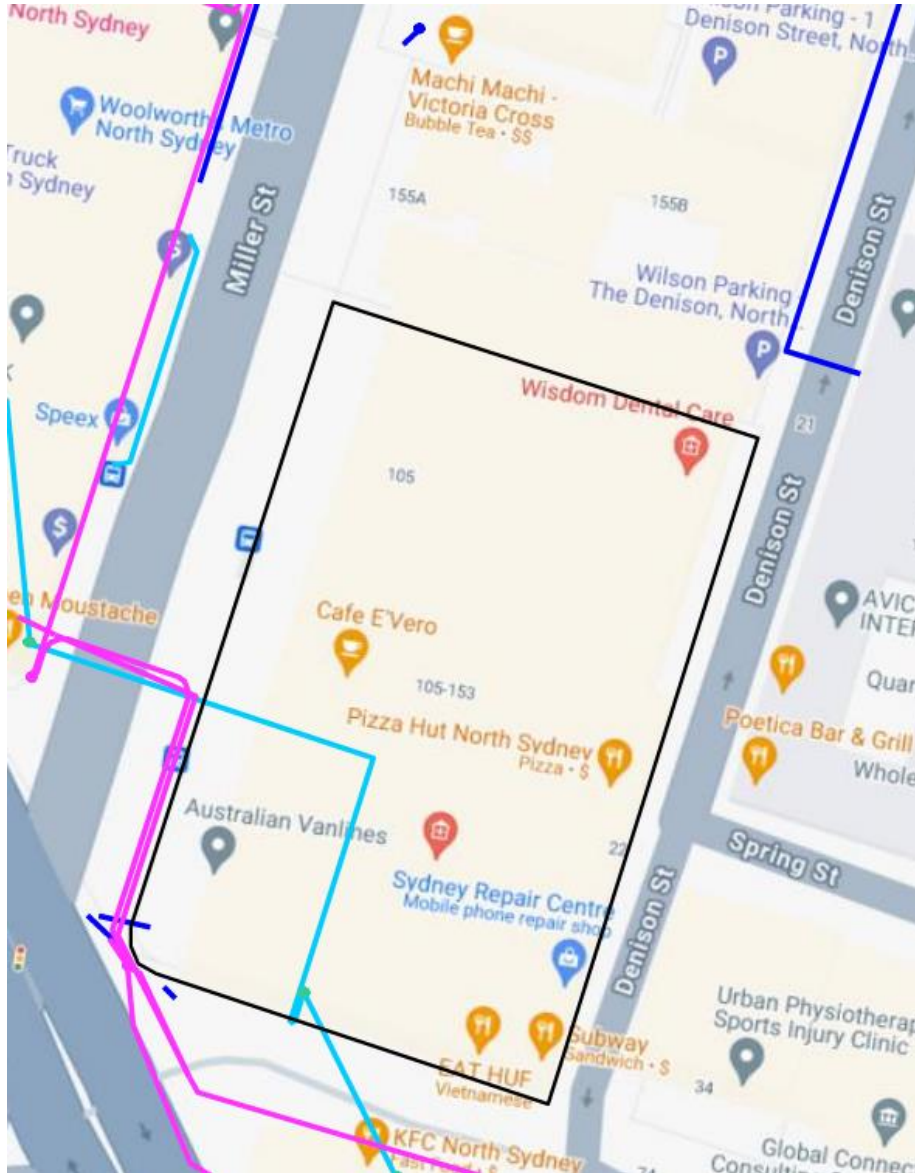 North Sydney
Parking - 1
Denison Street, North
Machi Machi -
Victoria Cross
Bubble Tea • $$
Woolworths Metro
North Sydney
Truck
Sydney
155A
155B
Miller St
Denison St
Wilson Parking
The Denison, North...
Wisdom Dental Care
21
Speex
105
Denison St
en Moustache
AVIC
INTER
Cafe E'Vero
Quar
105-153
Pizza Hut North Sydney
Pizza • $
Poetica Bar & Grill
Whole
Australian Vanlines
22
Spring St
Sydney Repair Centre
Mobile phone repair shop
Denison St
Urban Physiotherap
Sports Injury Clinic
Subway
Sandwich • $
EAT HUF
Vietnamese
34
KFC North Sydney
Fast Food • $
Global Connec
Consul